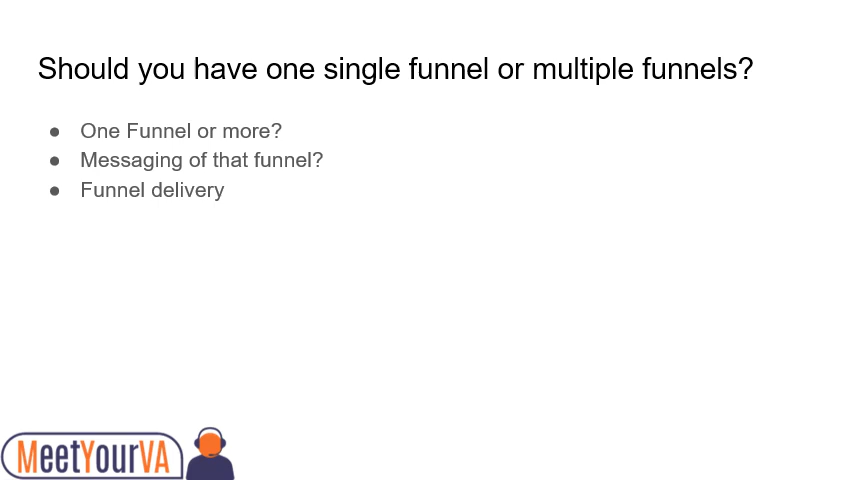 Should you have one single funnel or multiple funnels?
● One Funnel or more?
● Messaging of that funnel?
● Funnel delivery
MeetYourVA